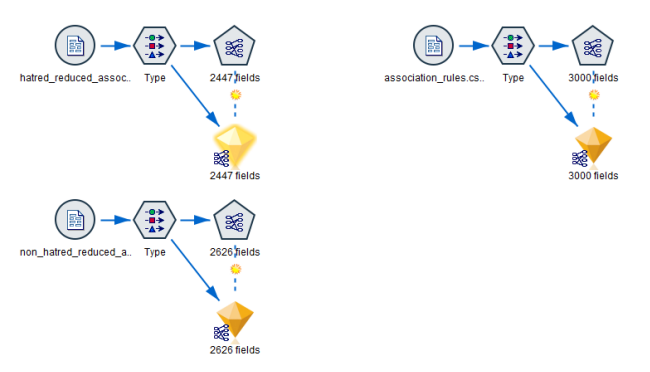 hatred_reduced_assoc.. Type 2447 fields
2447 fields
association_rules.cs.. Type 3000 fields
3000 fields
non_hatred_reduced_a.. Type 2626 fields
2626 fields